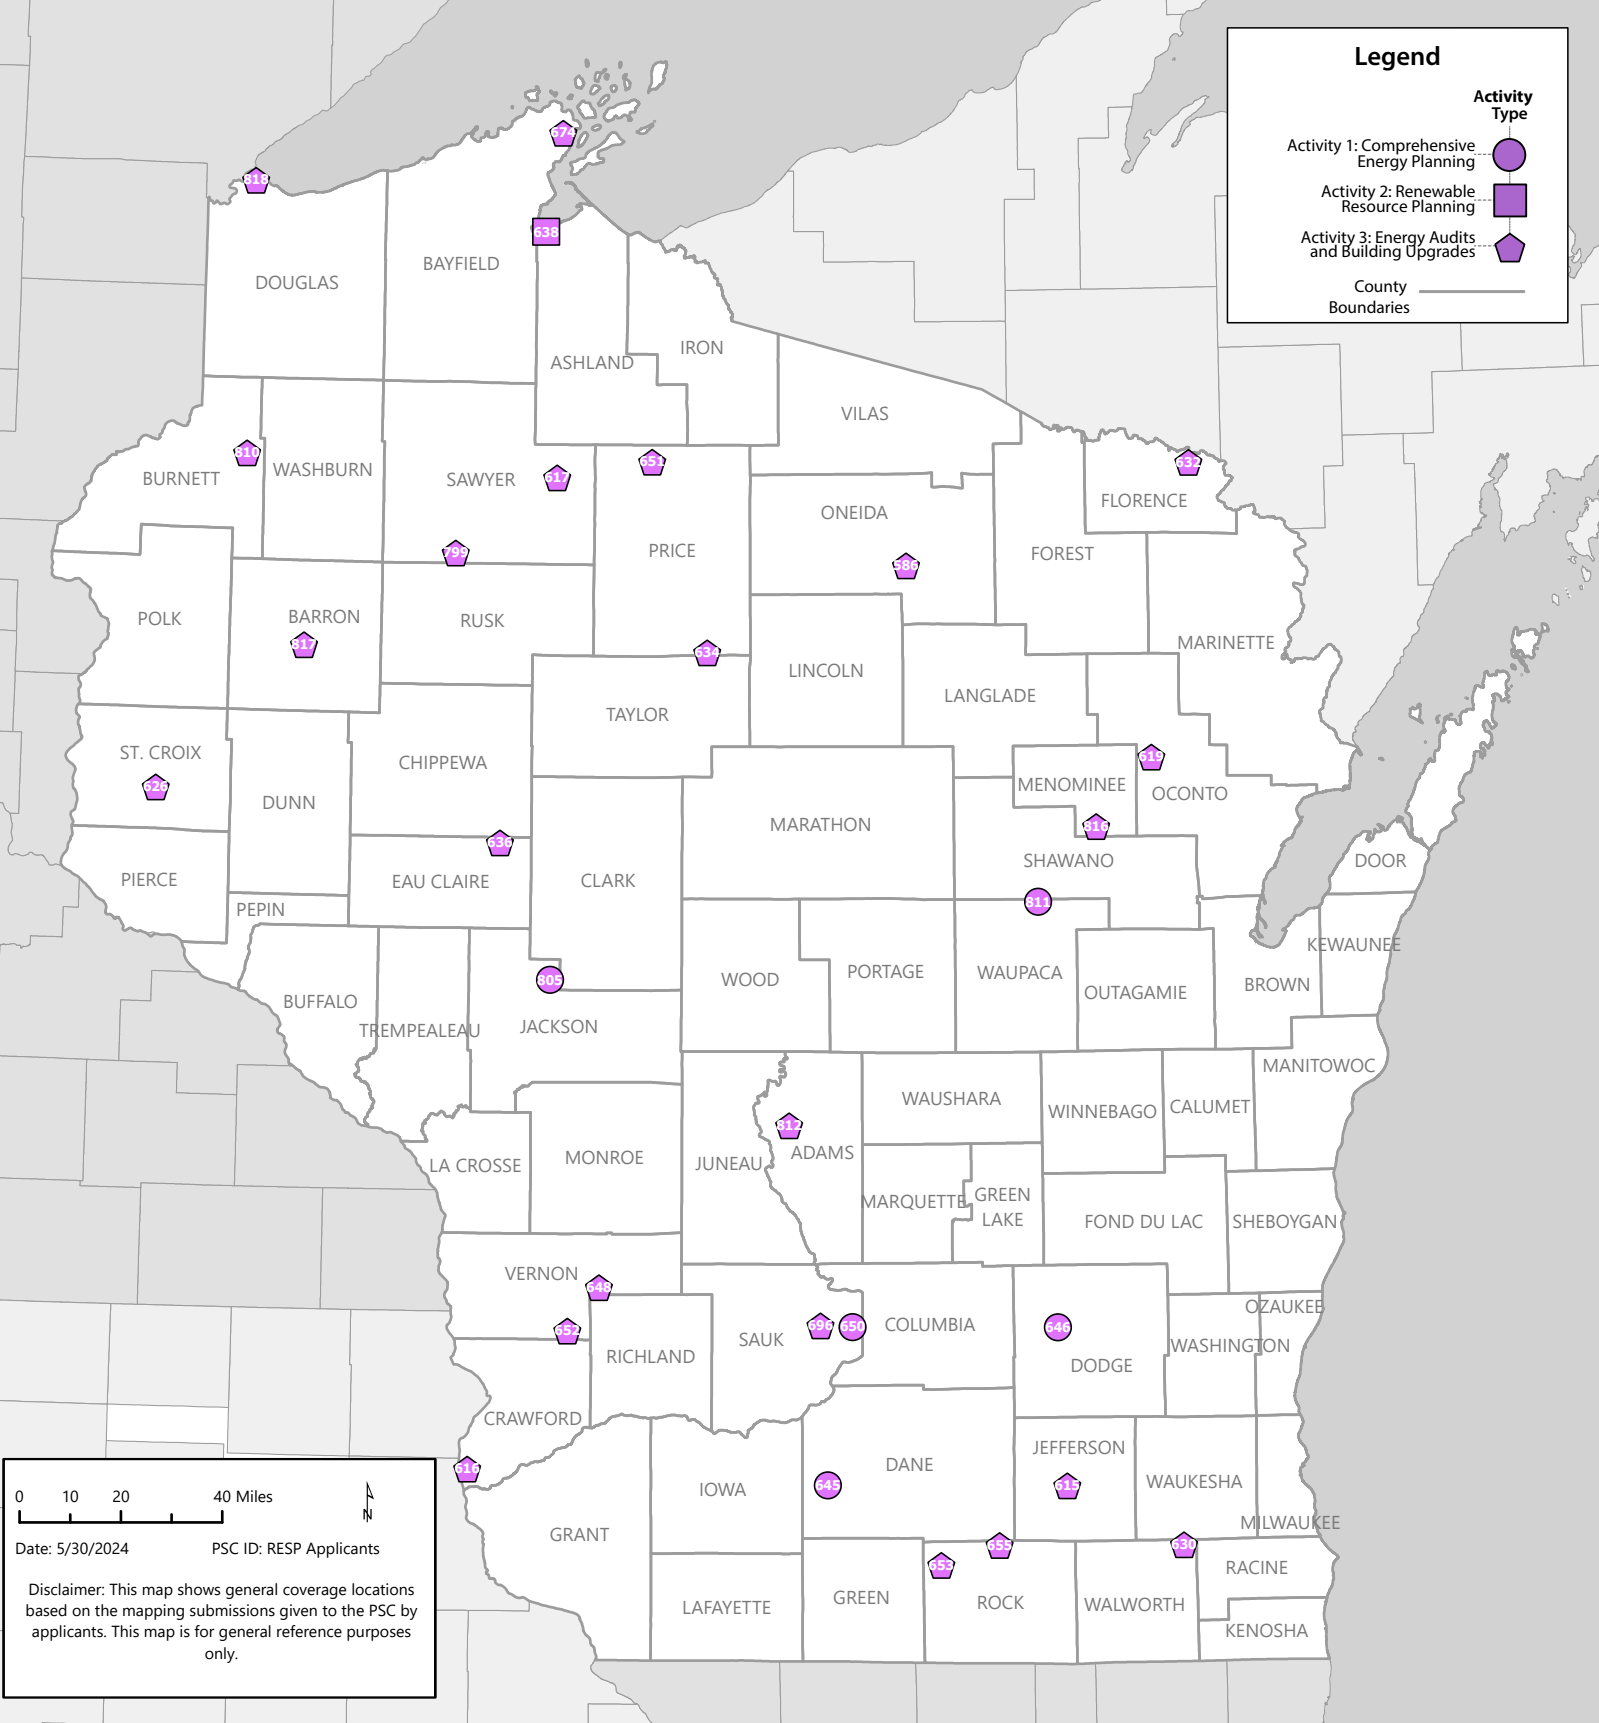 Legend
Activity
Type
Activity 1: Comprehensive
Energy Planning
Activity 2: Renewable
Resource Planning
Activity 3: Energy Audits
and Building Upgrades
County
Boundaries
674
818
638
BAYFIELD
DOUGLAS
IRON
ASHLAND
VILAS
810
651
632
BURNETT
WASHBURN
SAWYER
617
FLORENCE
ONEIDA
799
PRICE
FOREST
586
POLK
BARRON
RUSK
817
634
MARINETTE
LINCOLN
LANGLADE
TAYLOR
ST. CROIX
CHIPPEWA
619
626
DUNN
MENOMINEE
OCONTO
MARATHON
816
636
SHAWANO
DOOR
PIERCE
EAU CLAIRE
CLARK
PEPIN
811
KEWAUNEE
805
WOOD
PORTAGE
WAUPACA
BROWN
OUTAGAMIE
BUFFALO
TREMPEALEAU
JACKSON
MANITOWOC
WAUSHARA
WINNEBAGO
CALUMET
812
ADAMS
LA CROSSE
MONROE
JUNEAU
MARQUETTE
GREEN
LAKE
FOND DU LAC
SHEBOYGAN
VERNON
648
OZAUKEE
652
696
650
COLUMBIA
646
SAUK
WASHINGTON
RICHLAND
DODGE
CRAWFORD
JEFFERSON
616
DANE
IOWA
645
615
WAUKESHA
MILWAUKEE
GRANT
655
630
653
RACINE
LAFAYETTE
GREEN
ROCK
WALWORTH
KENOSHA
0 10 20 40 Miles
N
Date: 5/30/2024 PSC ID: RESP Applicants
Disclaimer: This map shows general coverage locations
based on the mapping submissions given to the PSC by
applicants. This map is for general reference purposes
only.